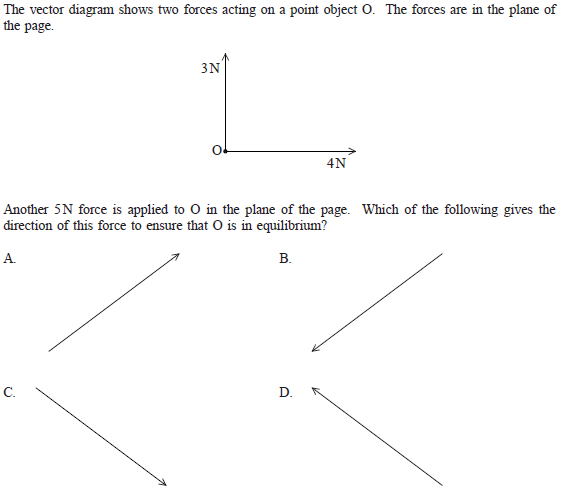 The vector diagram shows two forces acting on a point object O. The forces are in the plane of
the page.
3N
O
4N
Another 5N force is applied to O in the plane of the page. Which of the following gives the
direction of this force to ensure that O is in equilibrium?
A.
B.
C.
D.